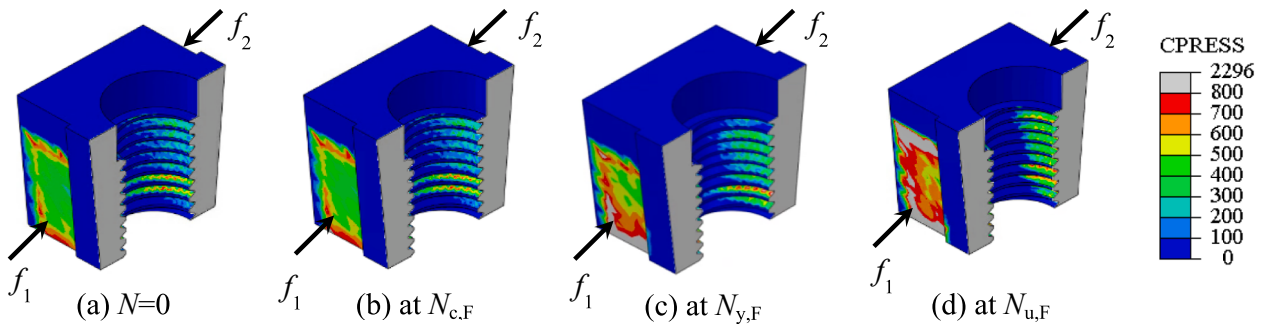 f2
f2
f2
f2
CPRESS
2296
800
700
600
500
400
300
200
100
0
f1
f1
f1
f1
(a) N=0
(b) at Nc,F
(c) at Ny,F
(d) at Nu,F